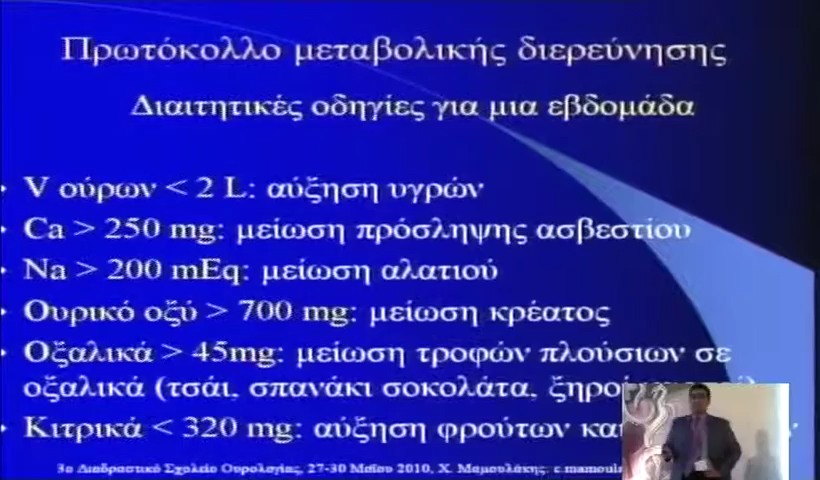 Πρωτόκολλο μεταβολικής διερεύνησης
Διαιτητικές οδηγίες για μια εβδομάδα
V ούρων < 2 L: αύξηση υγρών
Ca > 250 mg: μείωση πρόσληψης ασβεστίου
Na > 200 mEq: μείωση αλατιού
Ουρικό οξύ > 700 mg: μείωση κρέατος
Οξαλικά > 45mg: μείωση τροφών πλούσιων σε
οξαλικά (τσάι, σπανάκι σοκολάτα,
Κιτρικά < 320 mg: αύξηση φρούτων
3ο Διαδραστικό Σχολείο Ουρολογίας, 27-30 Μαΐου 2010, Χ. Μαμουλάκης: